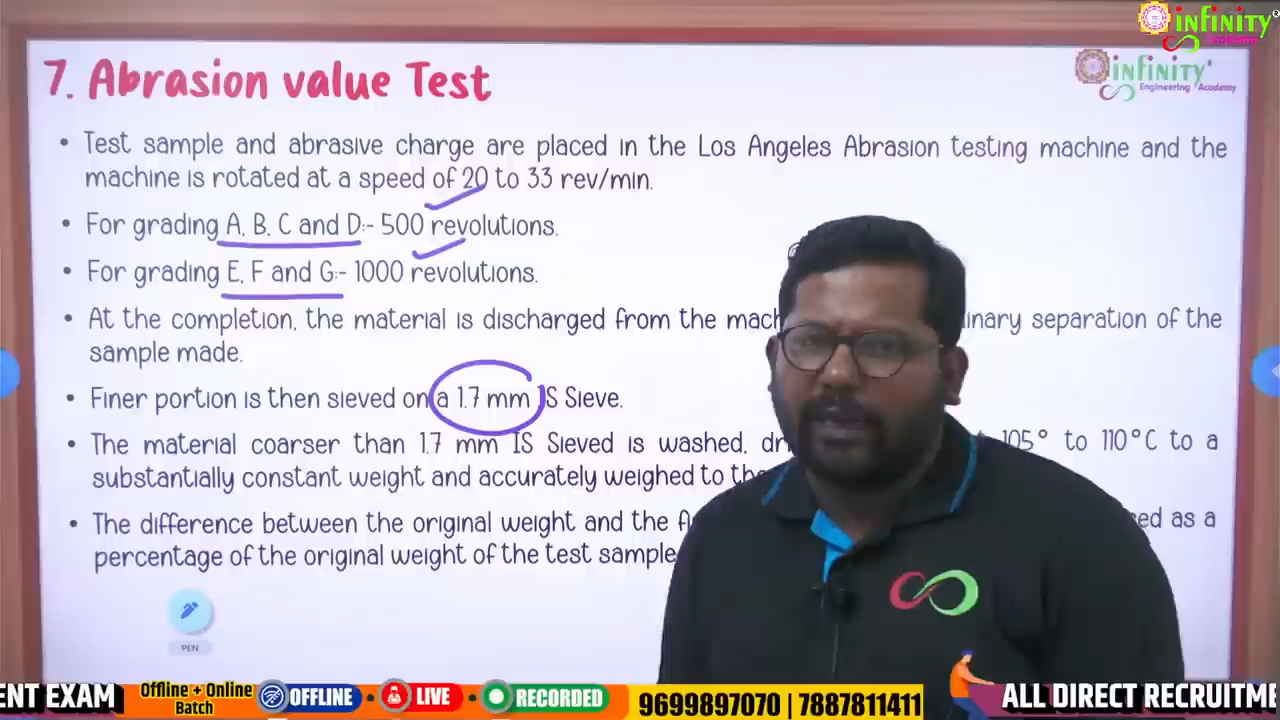 infinity
infinity
Engineering Academy
7. Abrasion value Test
• Test sample and abrasive charge are placed in the Los Angeles Abrasion testing machine and the
machine is rotated at a speed of 20 to 33 rev/min.
• For grading A, B, C and D:- 500 revolutions.
• For grading E, F and G:- 1000 revolutions.
• At the completion, the material is discharged from the mach inary separation of the
sample made.
• Finer portion is then sieved on a 1.7 mm IS Sieve.
• The material coarser than 1.7 mm IS Sieved is washed, dr 105° to 110°C to a
substantially constant weight and accurately weighed to the
• The difference between the original weight and the ed as a
percentage of the original weight of the test sample
PEN
ENT EXAM
Offline + Online
Batch
OFFLINE • LIVE • RECORDED
9699897070 | 7887811411
ALL DIRECT RECRUITME